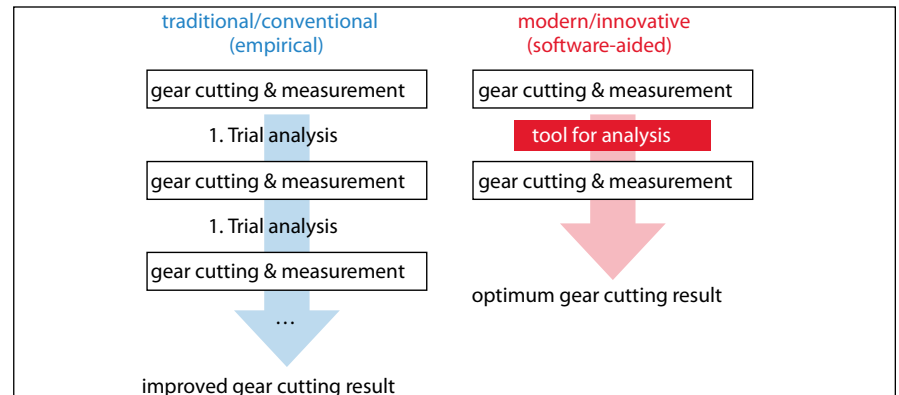 traditional/conventional
(empirical)
gear cutting & measurement
1. Trial analysis
gear cutting & measurement
1. Trial analysis
gear cutting & measurement
…
improved gear cutting result
modern/innovative
(software-aided)
gear cutting & measurement
tool for analysis
gear cutting & measurement
optimum gear cutting result